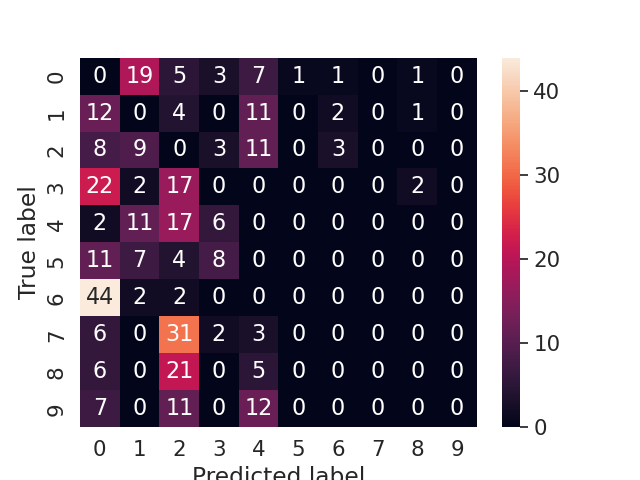 0 0 19 5 3 7 1 1 0 1 0
1 12 0 4 0 11 0 2 0 1 0
2 8 9 0 3 11 0 3 0 0 0
3 22 2 17 0 0 0 0 0 2 0
4 2 11 17 6 0 0 0 0 0 0
5 11 7 4 8 0 0 0 0 0 0
6 44 2 2 0 0 0 0 0 0 0
7 6 0 31 2 3 0 0 0 0 0
8 6 0 21 0 5 0 0 0 0 0
9 7 0 11 0 12 0 0 0 0 0
0 1 2 3 4 5 6 7 8 9
Predicted label
True label
40
30
20
10
0